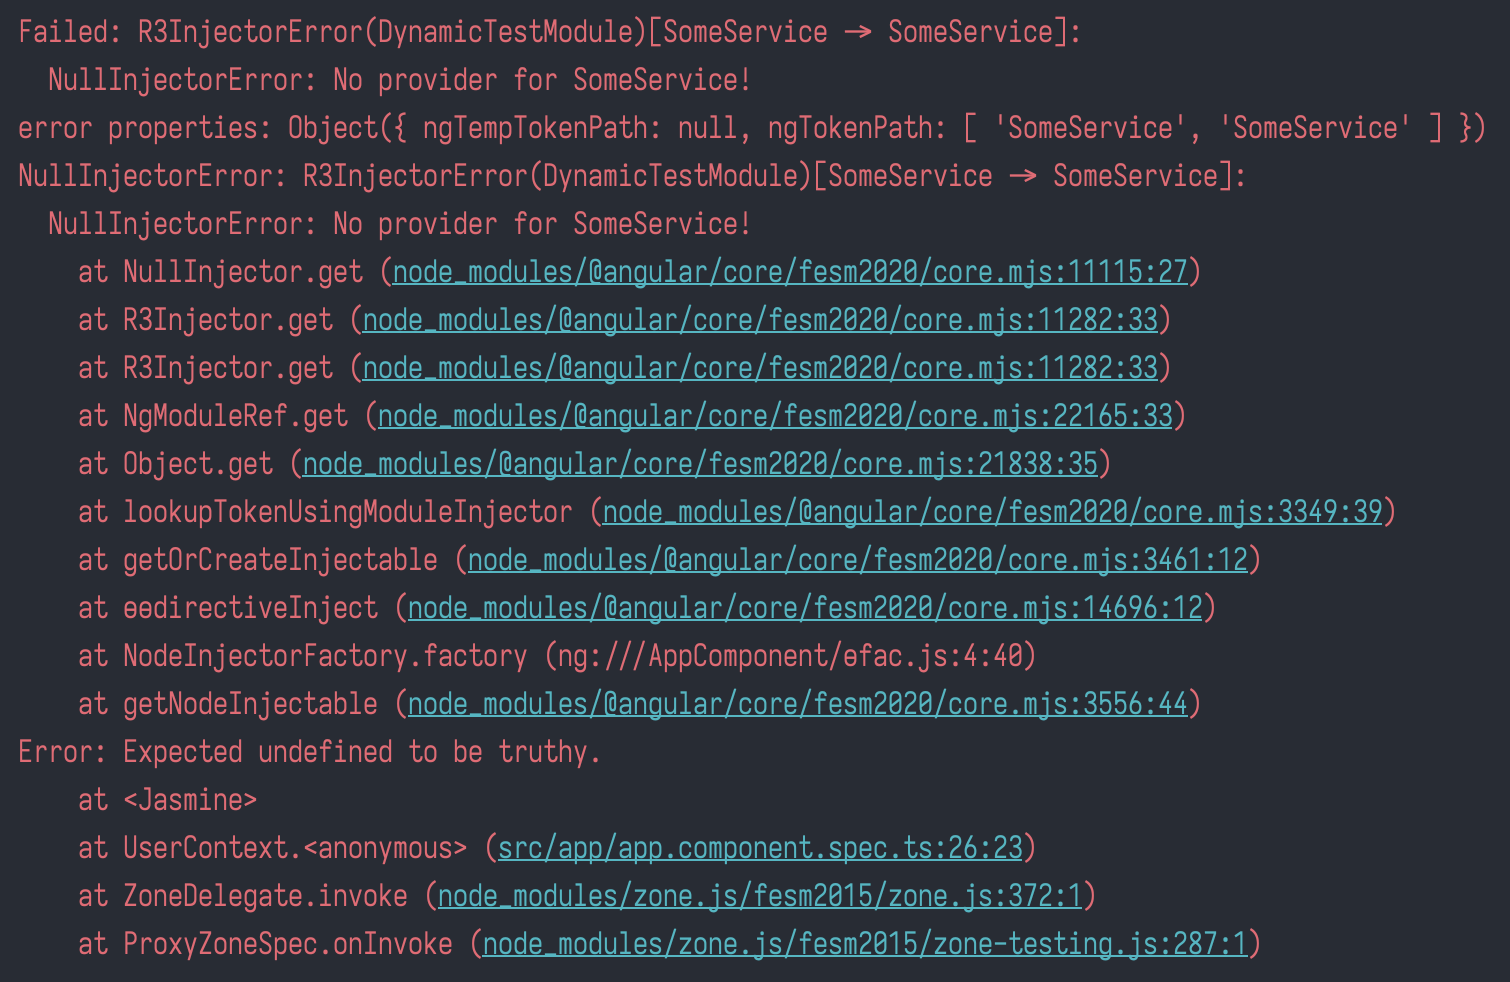 Failed: R3InjectorError(DynamicTestModule)[SomeService -> SomeService]:
  NullInjectorError: No provider for SomeService!
error properties: Object({ ngTempTokenPath: null, ngTokenPath: [ 'SomeService', 'SomeService' ] })
NullInjectorError: R3InjectorError(DynamicTestModule)[SomeService -> SomeService]:
  NullInjectorError: No provider for SomeService!
    at NullInjector.get (node_modules/@angular/core/fesm2020/core.mjs:11115:27)
    at R3Injector.get (node_modules/@angular/core/fesm2020/core.mjs:11282:33)
    at R3Injector.get (node_modules/@angular/core/fesm2020/core.mjs:11282:33)
    at NgModuleRef.get (node_modules/@angular/core/fesm2020/core.mjs:22165:33)
    at Object.get (node_modules/@angular/core/fesm2020/core.mjs:21838:35)
    at lookupTokenUsingModuleInjector (node_modules/@angular/core/fesm2020/core.mjs:3349:39)
    at getOrCreateInjectable (node_modules/@angular/core/fesm2020/core.mjs:3461:12)
    at ɵɵdirectiveInject (node_modules/@angular/core/fesm2020/core.mjs:14696:12)
    at NodeInjectorFactory.factory (ng:///AppComponent/ɵfac.js:4:40)
    at getNodeInjectable (node_modules/@angular/core/fesm2020/core.mjs:3556:44)
Error: Expected undefined to be truthy.
    at <Jasmine>
    at UserContext.<anonymous> (src/app/app.component.spec.ts:26:23)
    at ZoneDelegate.invoke (node_modules/zone.js/fesm2015/zone.js:372:1)
    at ProxyZoneSpec.onInvoke (node_modules/zone.js/fesm2015/zone-testing.js:287:1)